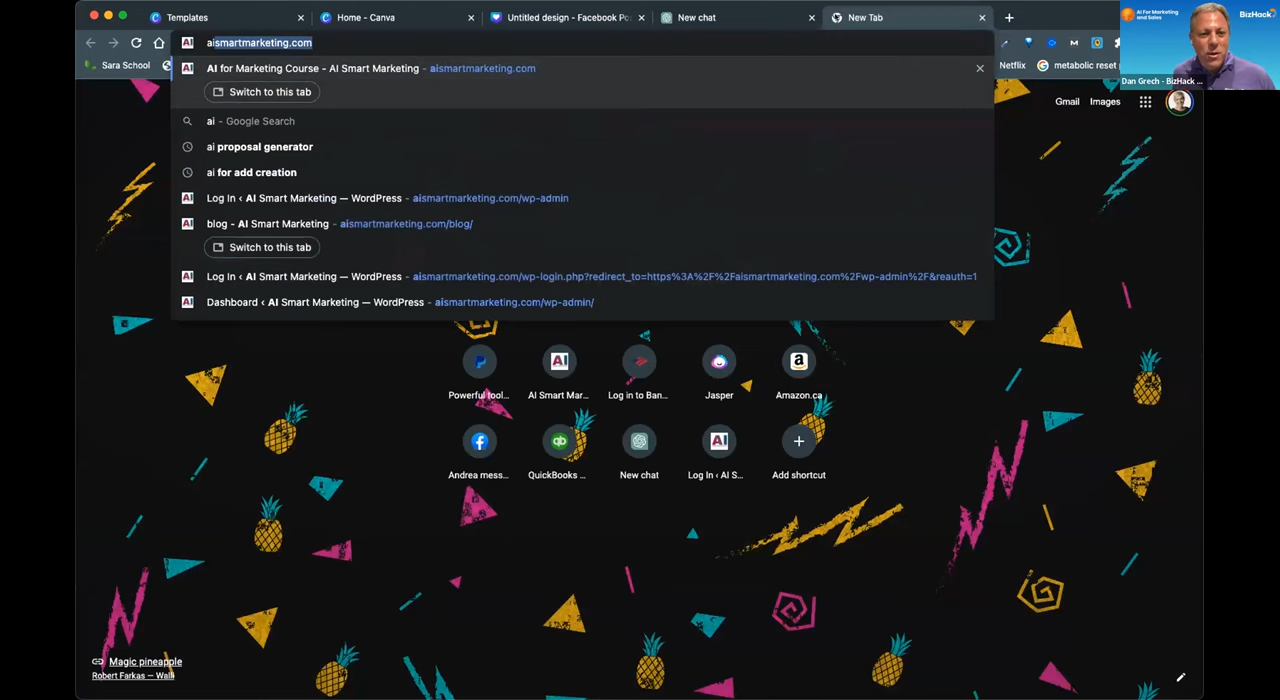 Templates
Home - Canva
Untitled design - Facebook Po
New chat
New Tab
aismartmarketing.com
Sara School
Netflix
metabolic reset
AI For Marketing and Sales
BizHack
Dan Grech - BizHack ...
AI for Marketing Course - AI Smart Marketing - aismartmarketing.com
Switch to this tab
ai - Google Search
ai proposal generator
ai for add creation
Log In ‹ AI Smart Marketing — WordPress - aismartmarketing.com/wp-admin
blog - AI Smart Marketing - aismartmarketing.com/blog/
Switch to this tab
Log In ‹ AI Smart Marketing — WordPress - aismartmarketing.com/wp-login.php?redirect_to=https%3A%2F%2Faismartmarketing.com%2Fwp-admin%2F&reauth=1
Dashboard ‹ AI Smart Marketing — WordPress - aismartmarketing.com/wp-admin/
Gmail
Images
Powerful tool...
AI Smart Mar...
Log in to Ban...
Jasper
Amazon.ca
Andrea mess...
QuickBooks ...
New chat
Log In ‹ AI S...
Add shortcut
Magic pineapple
Robert Farkas — Walli